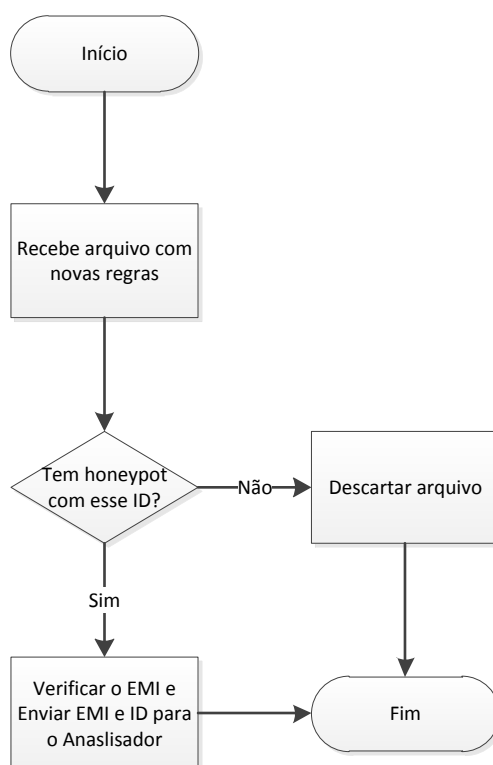 Início
Recebe arquivo com
novas regras
Tem honeypot
com esse ID?
Não
Descartar arquivo
Sim
Verificar o EMI e
Enviar EMI e ID para
o Anaslisador
Fim